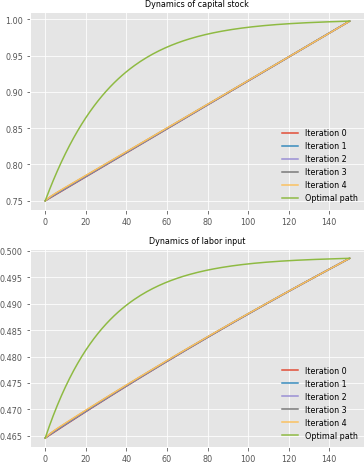 Dynamics of capital stock
1.00
0.95
0.90
0.85
0.80
0.75
Iteration 0
Iteration 1
Iteration 2
Iteration 3
Iteration 4
Optimal path
0 20 40 60 80 100 120 140
Dynamics of labor input
0.500
0.495
0.490
0.485
0.480
0.475
0.470
0.465
Iteration 0
Iteration 1
Iteration 2
Iteration 3
Iteration 4
Optimal path
0 20 40 60 80 100 120 140